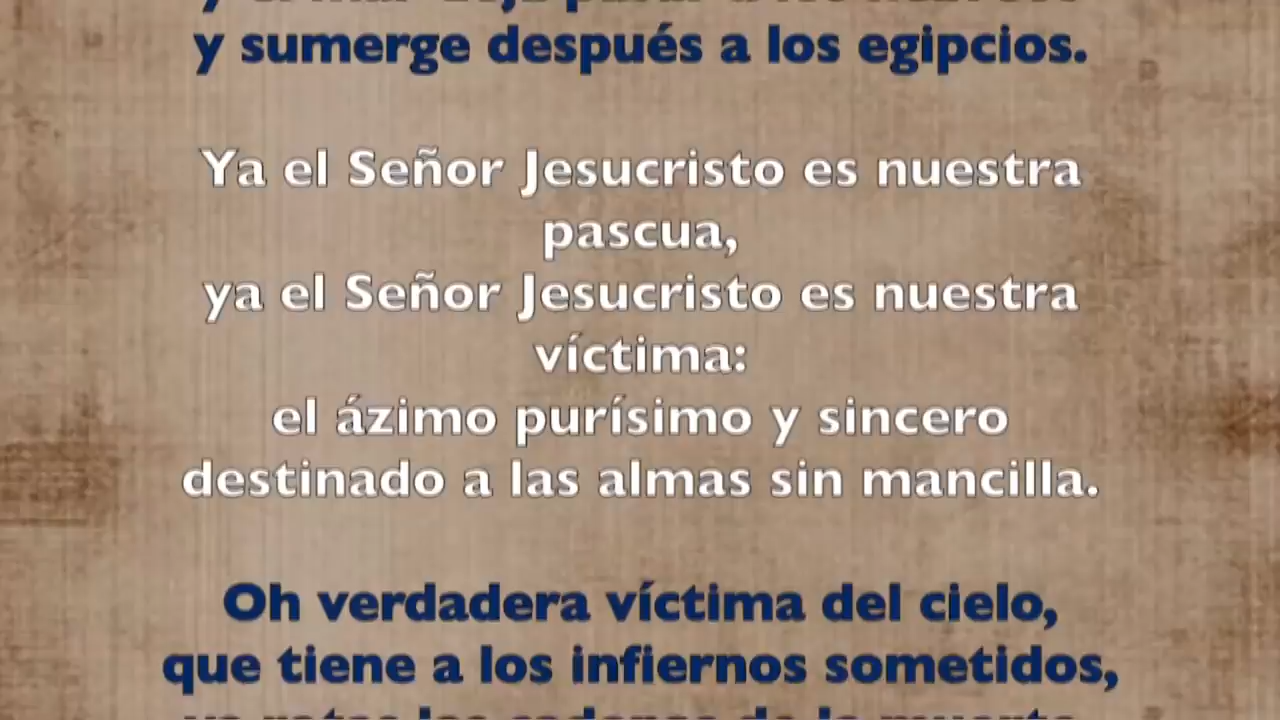 y sumerge después a los egipcios.
Ya el Señor Jesucristo es nuestra
pascua,
ya el Señor Jesucristo es nuestra
víctima:
el ázimo purísimo y sincero
destinado a las almas sin mancilla.
Oh verdadera víctima del cielo,
que tiene a los infiernos sometidos,